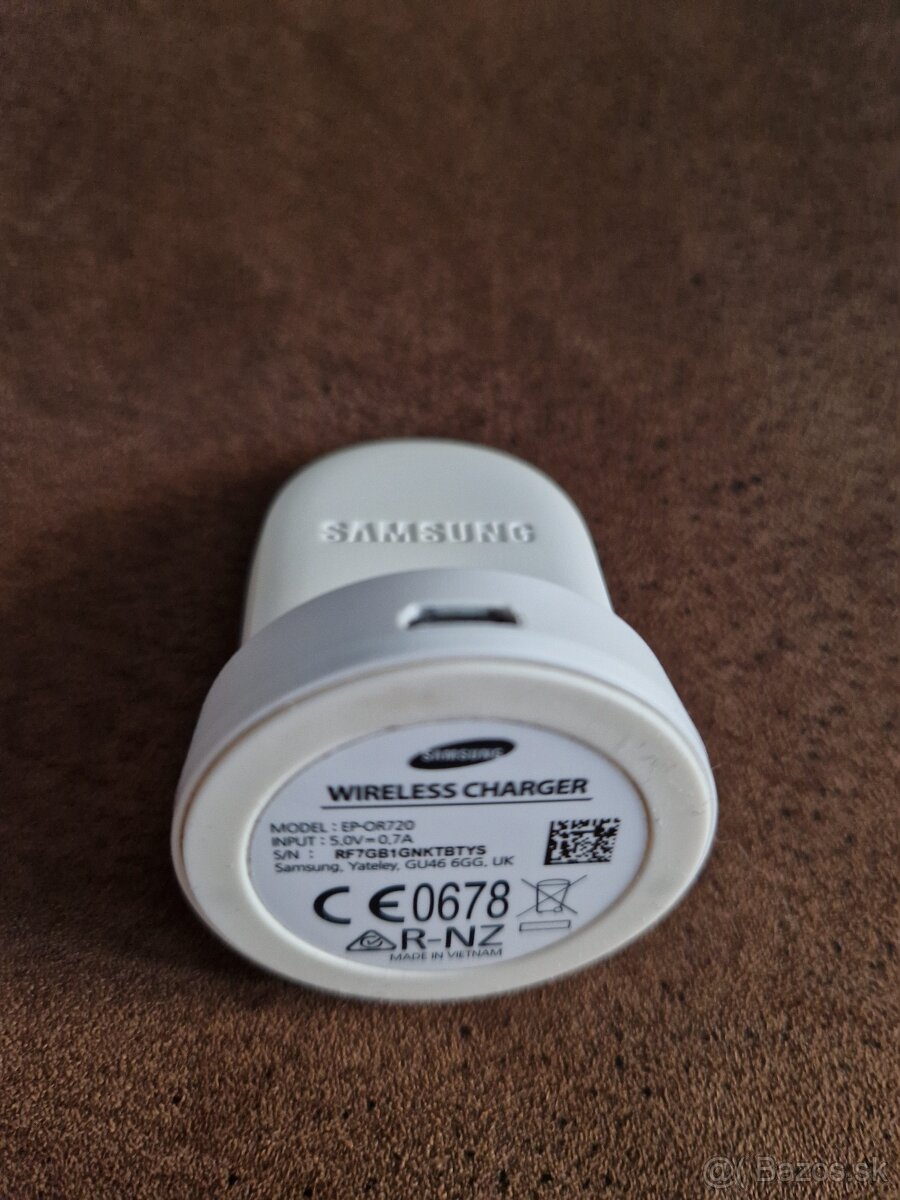 SAMSUNG
SAMSUNG
WIRELESS CHARGER
MODEL : EP-OR720
INPUT : 5.0V⎓0.7A
S/N : RF7GB1GNKTBTYS
Samsung, Yateley, GU46 6GG, UK
CE0678
R-NZ
MADE IN VIETNAM
Bazos.sk